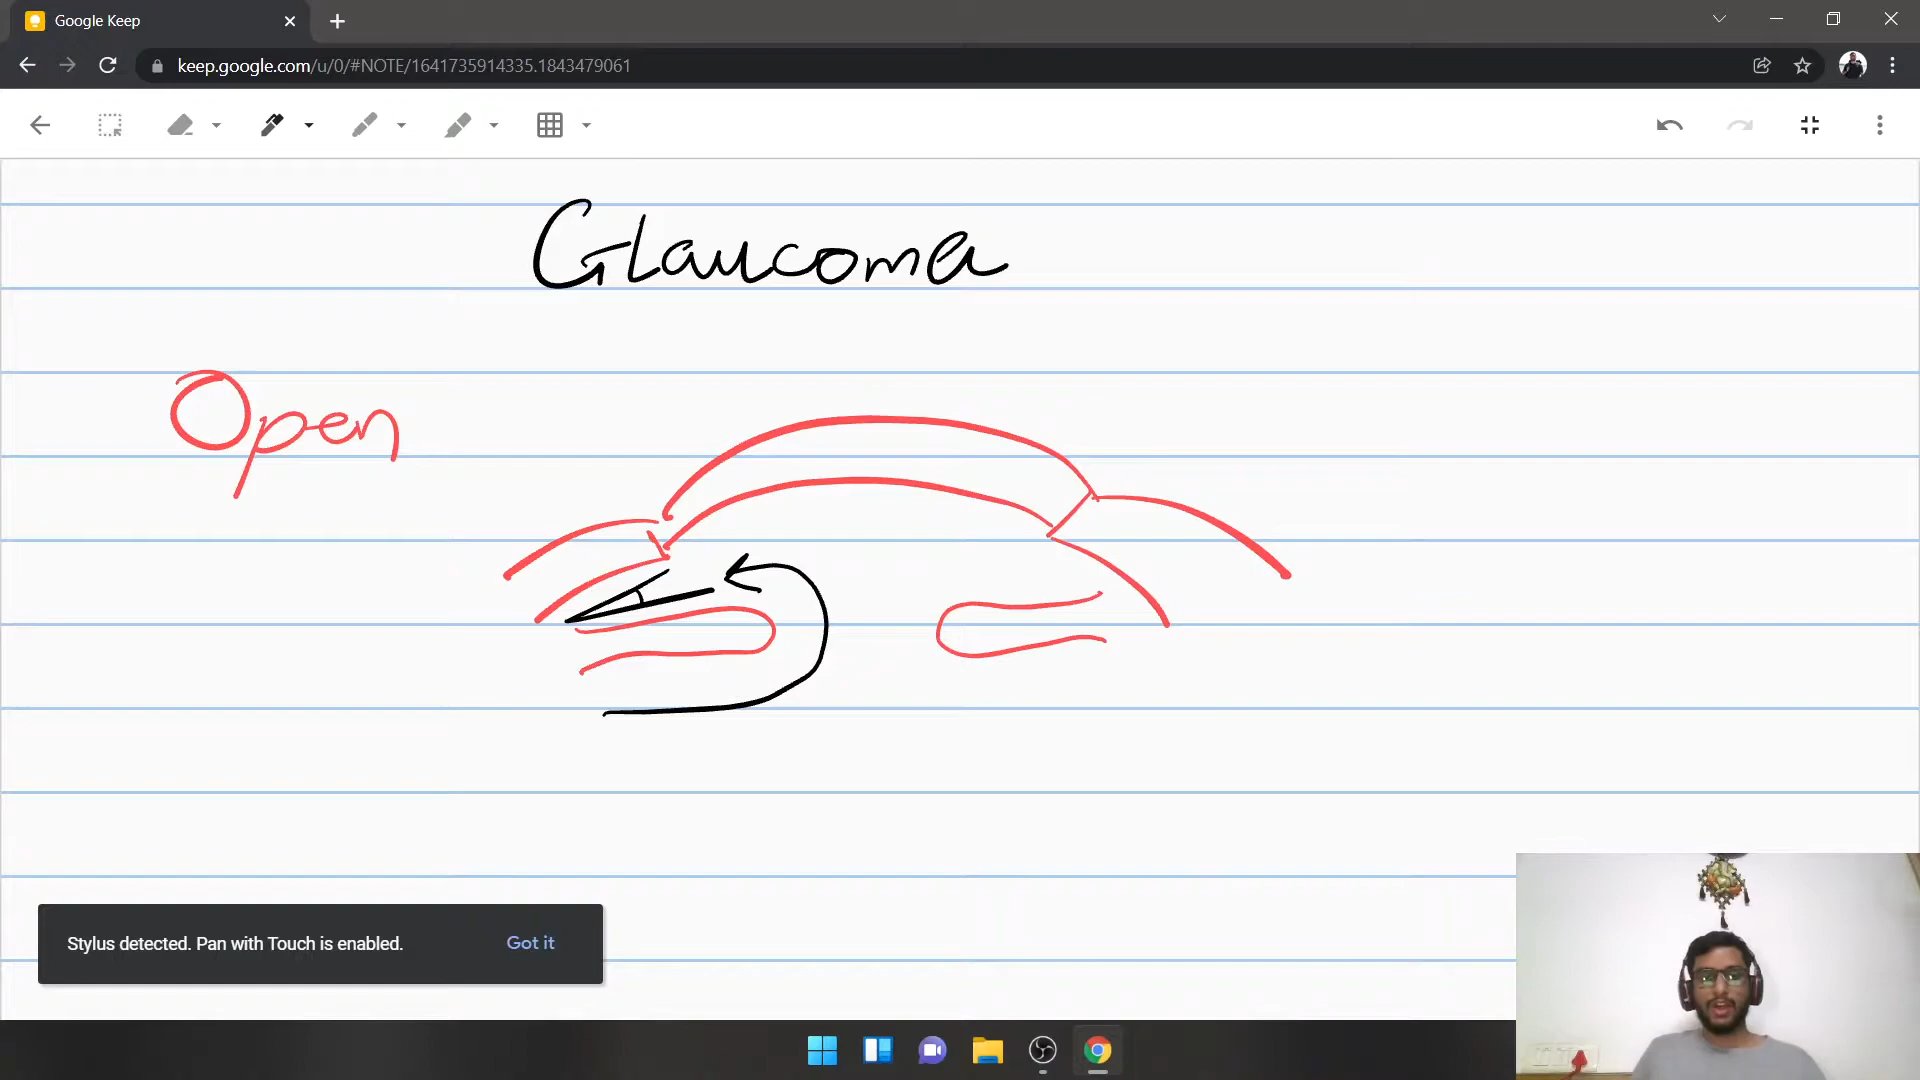 Google Keep
keep.google.com/u/0/#NOTE/1641735914335.1843479061
Glaucoma
Open
Stylus detected. Pan with Touch is enabled. Got it